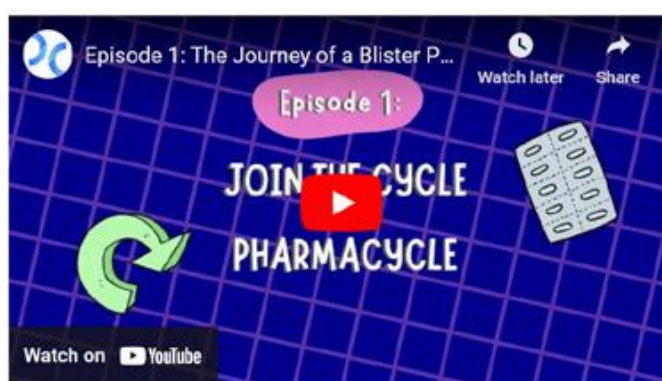 Episode 1: The Journey of a Blister P...
Watch later
Share
Episode 1:
JOIN THE CYCLE
PHARMACYCLE
Watch on YouTube